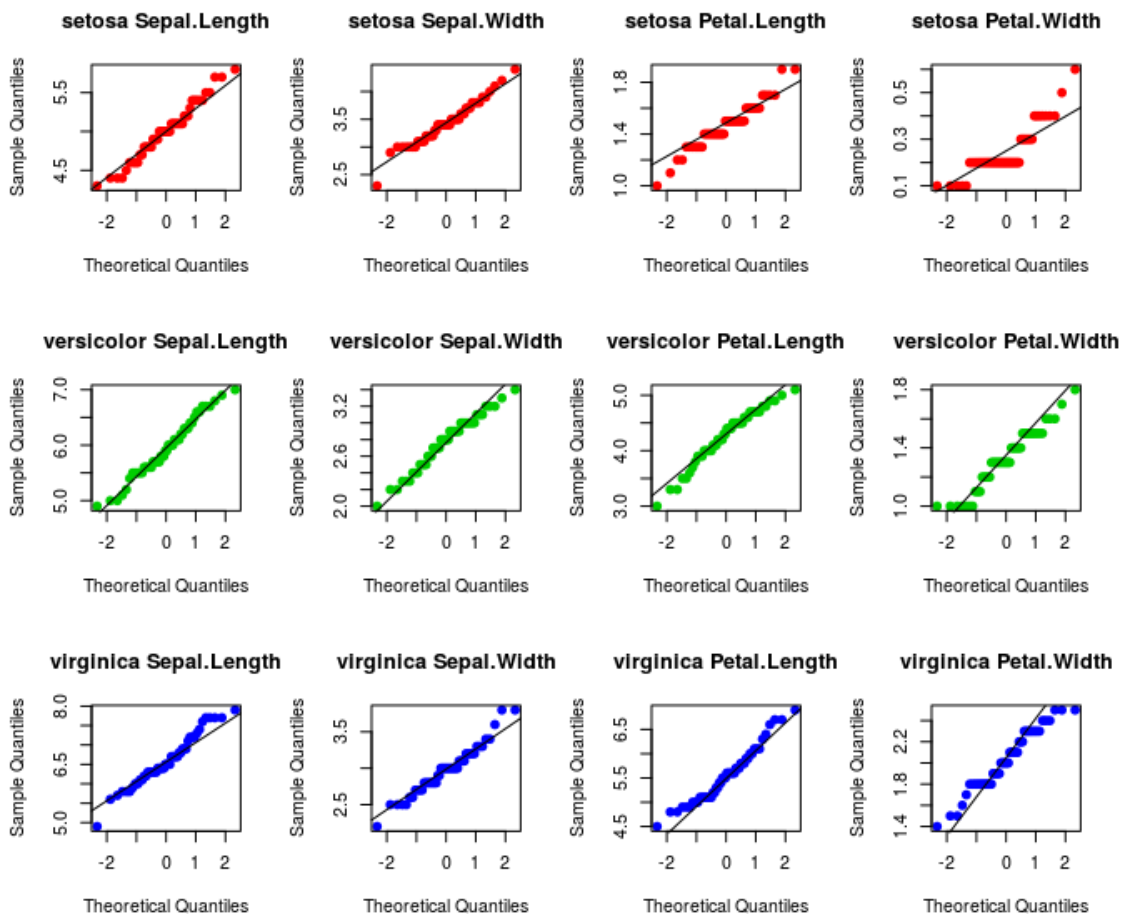 setosa Sepal.Length
Sample Quantiles
4.5 5.5
-2 0 1 2
Theoretical Quantiles
setosa Sepal.Width
Sample Quantiles
2.5 3.5
-2 0 1 2
Theoretical Quantiles
setosa Petal.Length
Sample Quantiles
1.0 1.4 1.8
-2 0 1 2
Theoretical Quantiles
setosa Petal.Width
Sample Quantiles
0.1 0.3 0.5
-2 0 1 2
Theoretical Quantiles
versicolor Sepal.Length
Sample Quantiles
5.0 6.0 7.0
-2 0 1 2
Theoretical Quantiles
versicolor Sepal.Width
Sample Quantiles
2.0 2.6 3.2
-2 0 1 2
Theoretical Quantiles
versicolor Petal.Length
Sample Quantiles
3.0 4.0 5.0
-2 0 1 2
Theoretical Quantiles
versicolor Petal.Width
Sample Quantiles
1.0 1.4 1.8
-2 0 1 2
Theoretical Quantiles
virginica Sepal.Length
Sample Quantiles
5.0 6.5 8.0
-2 0 1 2
Theoretical Quantiles
virginica Sepal.Width
Sample Quantiles
2.5 3.5
-2 0 1 2
Theoretical Quantiles
virginica Petal.Length
Sample Quantiles
4.5 5.5 6.5
-2 0 1 2
Theoretical Quantiles
virginica Petal.Width
Sample Quantiles
1.4 1.8 2.2
-2 0 1 2
Theoretical Quantiles